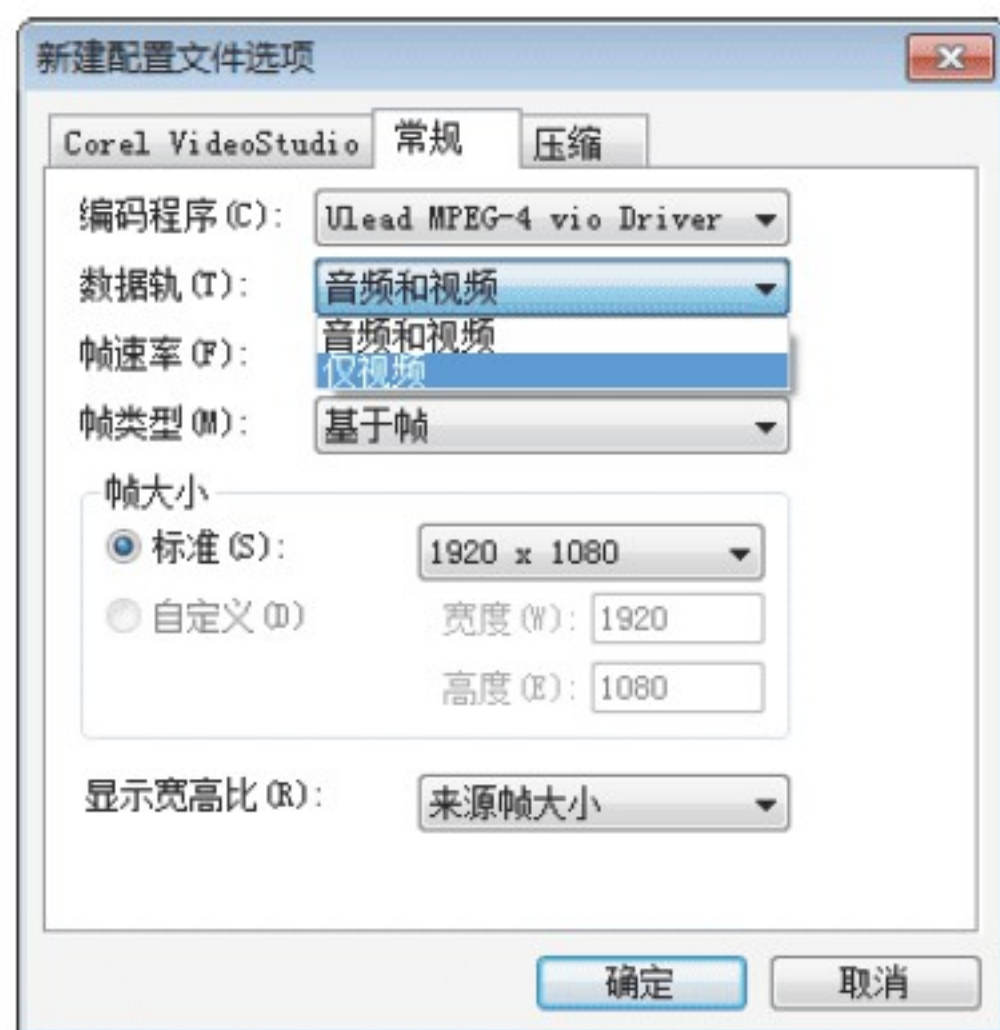 新建配置文件选项
Corel VideoStudio 常规 压缩
编码程序(C): Ulead MPEG-4 vio Driver
数据轨(T): 音频和视频
音频和视频
帧速率(F):
仅视频
帧类型(M): 基于帧
帧大小
标准(S): 1920 x 1080
自定义(D) 宽度(W): 1920
高度(E): 1080
显示宽高比(R): 来源帧大小
确定 取消